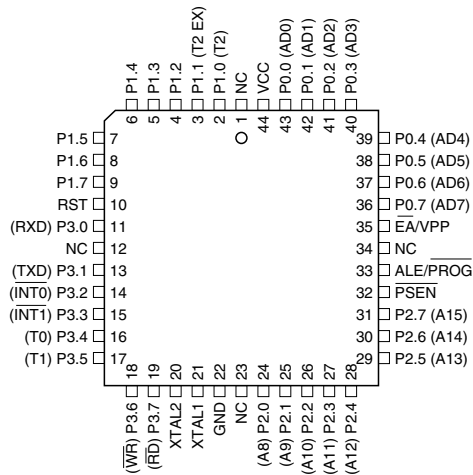 P1.4
P1.3
P1.2
P1.1 (T2 EX)
P1.0 (T2)
NC
VCC
P0.0 (AD0)
P0.1 (AD1)
P0.2 (AD2)
P0.3 (AD3)
6
5
4
3
2
1
44
43
42
41
40
P1.5 7
P1.6 8
P1.7 9
RST 10
(RXD) P3.0 11
NC 12
(TXD) P3.1 13
(INT0) P3.2 14
(INT1) P3.3 15
(T0) P3.4 16
(T1) P3.5 17
39 P0.4 (AD4)
38 P0.5 (AD5)
37 P0.6 (AD6)
36 P0.7 (AD7)
35 EA/VPP
34 NC
33 ALE/PROG
32 PSEN
31 P2.7 (A15)
30 P2.6 (A14)
29 P2.5 (A13)
18
19
20
21
22
23
24
25
26
27
28
(WR) P3.6
(RD) P3.7
XTAL2
XTAL1
GND
NC
(A8) P2.0
(A9) P2.1
(A10) P2.2
(A11) P2.3
(A12) P2.4